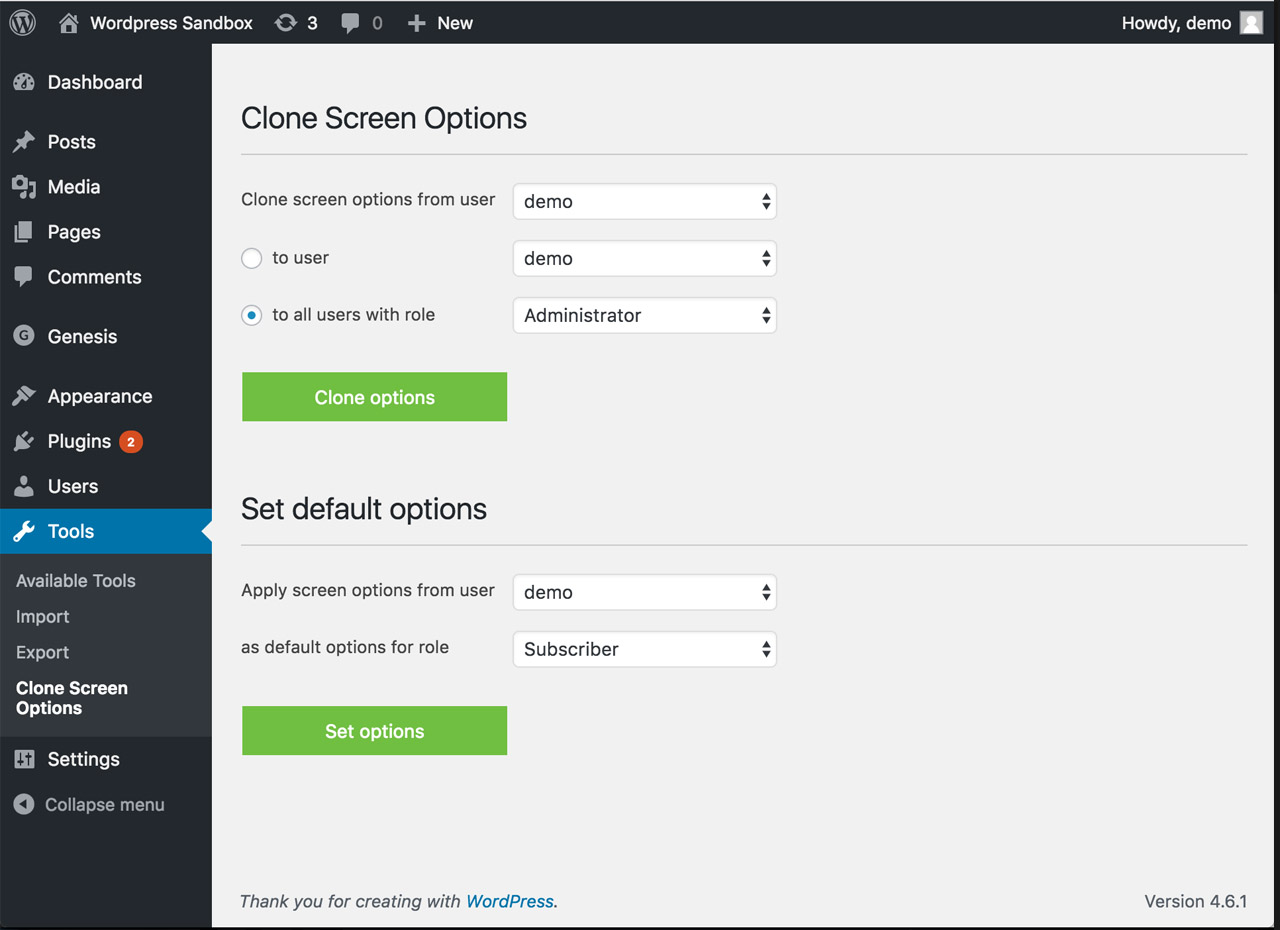 Wordpress Sandbox 3 0 New Howdy, demo
Dashboard
Posts
Media
Pages
Comments
G Genesis
Appearance
Plugins 2
Users
Tools
Available Tools
Import
Export
Clone Screen
Options
Settings
Collapse menu
Clone Screen Options
Clone screen options from user demo
to user demo
to all users with role Administrator
Clone options
Set default options
Apply screen options from user demo
as default options for role Subscriber
Set options
Thank you for creating with WordPress. Version 4.6.1